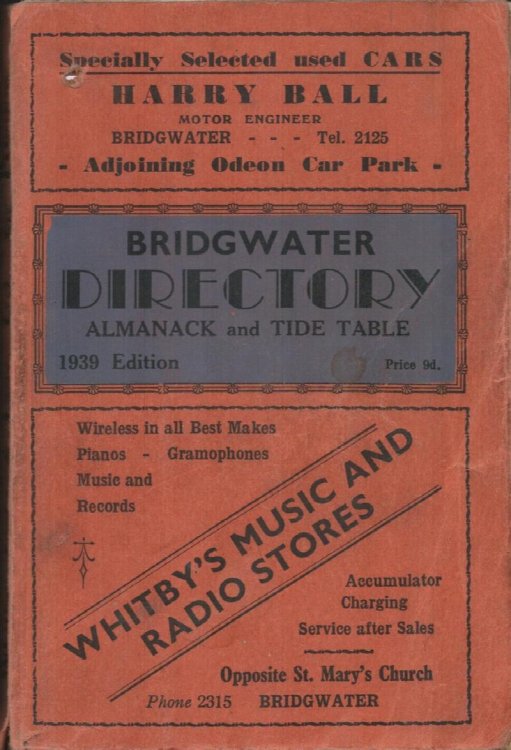 Specially Selected used CARS
HARRY BALL
MOTOR ENGINEER
BRIDGWATER - - - Tel. 2125
- Adjoining Odeon Car Park -
BRIDGWATER
DIRECTORY
ALMANACK and TIDE TABLE
1939 Edition Price 9d.
Wireless in all Best Makes
Pianos - Gramophones
Music and
Records
WHITBY'S MUSIC AND
RADIO STORES
Accumulator
Charging
Service after Sales
Opposite St. Mary's Church
Phone 2315 BRIDGWATER